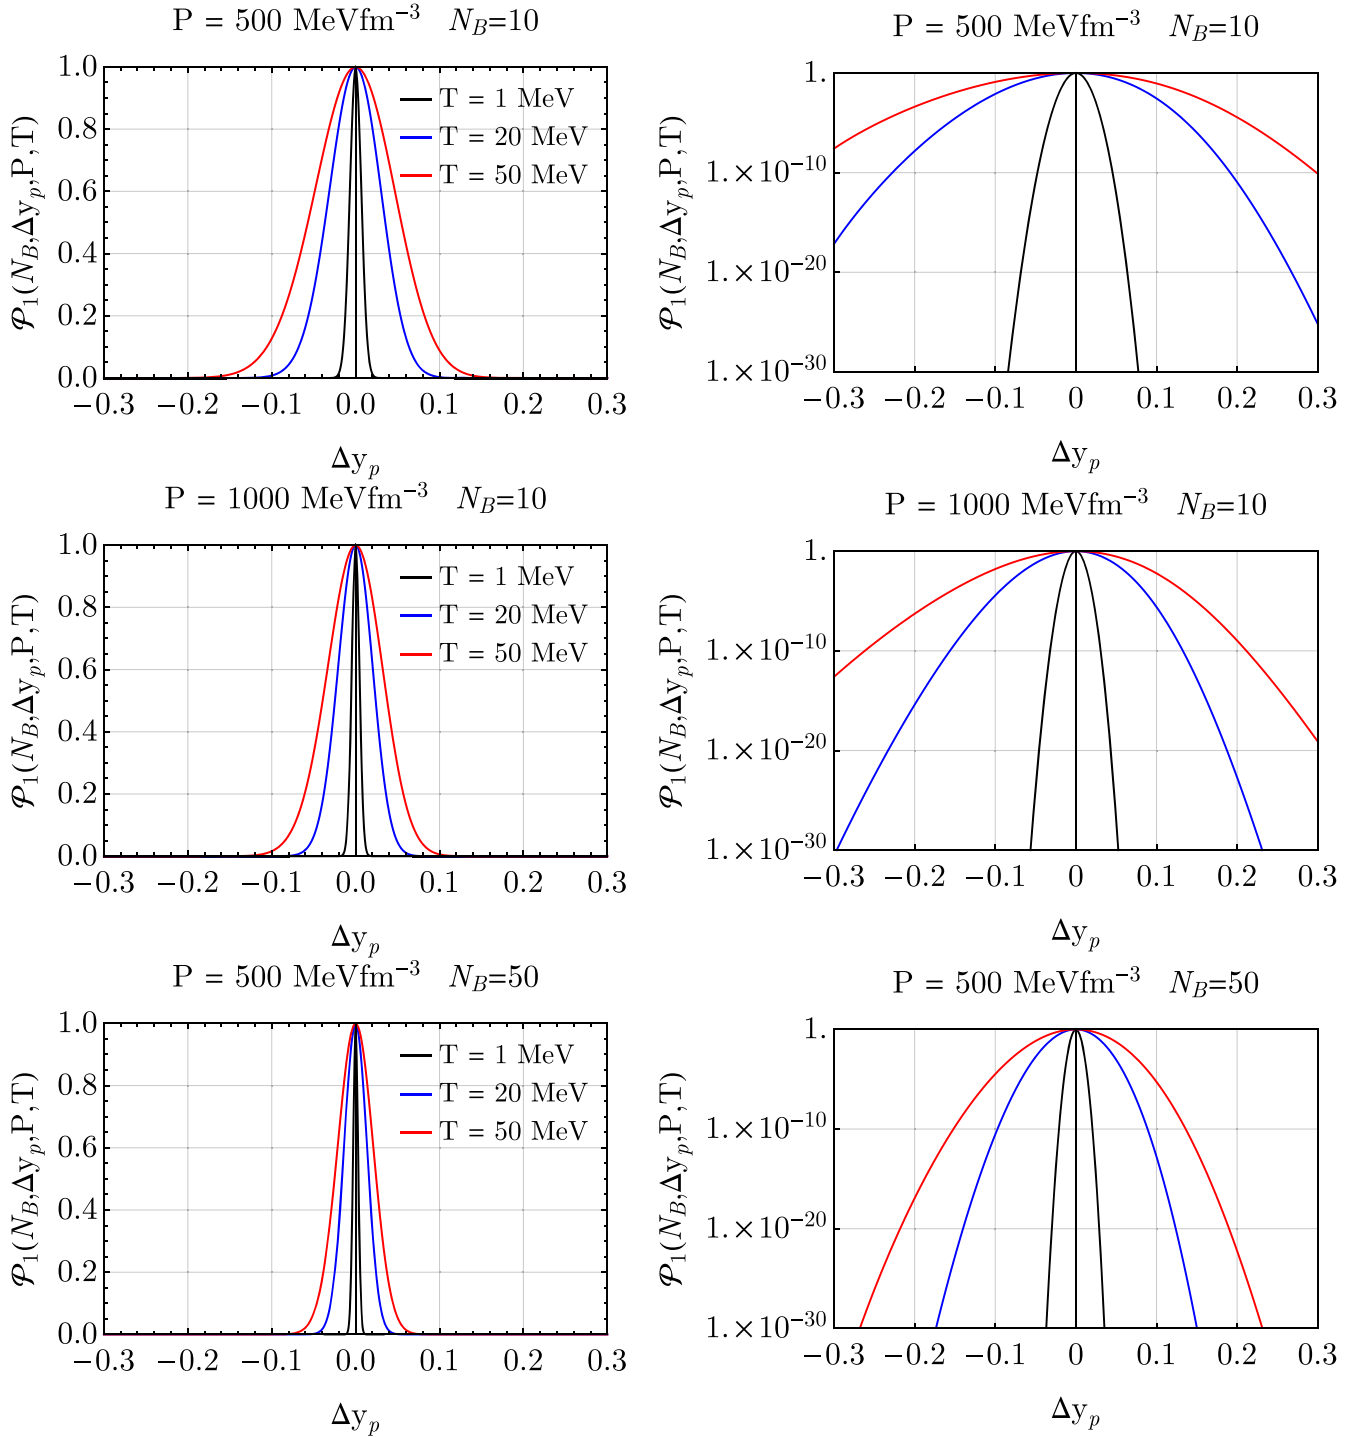 P = 500 MeVfm⁻³ N_B=10
𝒫₁(N_B,Δy_p,P,T)
1.0
0.8
0.6
0.4
0.2
0.0
T = 1 MeV
T = 20 MeV
T = 50 MeV
−0.3 −0.2 −0.1 0.0 0.1 0.2 0.3
Δy_p
P = 500 MeVfm⁻³ N_B=10
𝒫₁(N_B,Δy_p,P,T)
1.
1.×10⁻¹⁰
1.×10⁻²⁰
1.×10⁻³⁰
−0.3 −0.2 −0.1 0 0.1 0.2 0.3
Δy_p
P = 1000 MeVfm⁻³ N_B=10
𝒫₁(N_B,Δy_p,P,T)
1.0
0.8
0.6
0.4
0.2
0.0
T = 1 MeV
T = 20 MeV
T = 50 MeV
−0.3 −0.2 −0.1 0.0 0.1 0.2 0.3
Δy_p
P = 1000 MeVfm⁻³ N_B=10
𝒫₁(N_B,Δy_p,P,T)
1.
1.×10⁻¹⁰
1.×10⁻²⁰
1.×10⁻³⁰
−0.3 −0.2 −0.1 0 0.1 0.2 0.3
Δy_p
P = 500 MeVfm⁻³ N_B=50
𝒫₁(N_B,Δy_p,P,T)
1.0
0.8
0.6
0.4
0.2
0.0
T = 1 MeV
T = 20 MeV
T = 50 MeV
−0.3 −0.2 −0.1 0.0 0.1 0.2 0.3
Δy_p
P = 500 MeVfm⁻³ N_B=50
𝒫₁(N_B,Δy_p,P,T)
1.
1.×10⁻¹⁰
1.×10⁻²⁰
1.×10⁻³⁰
−0.3 −0.2 −0.1 0 0.1 0.2 0.3
Δy_p